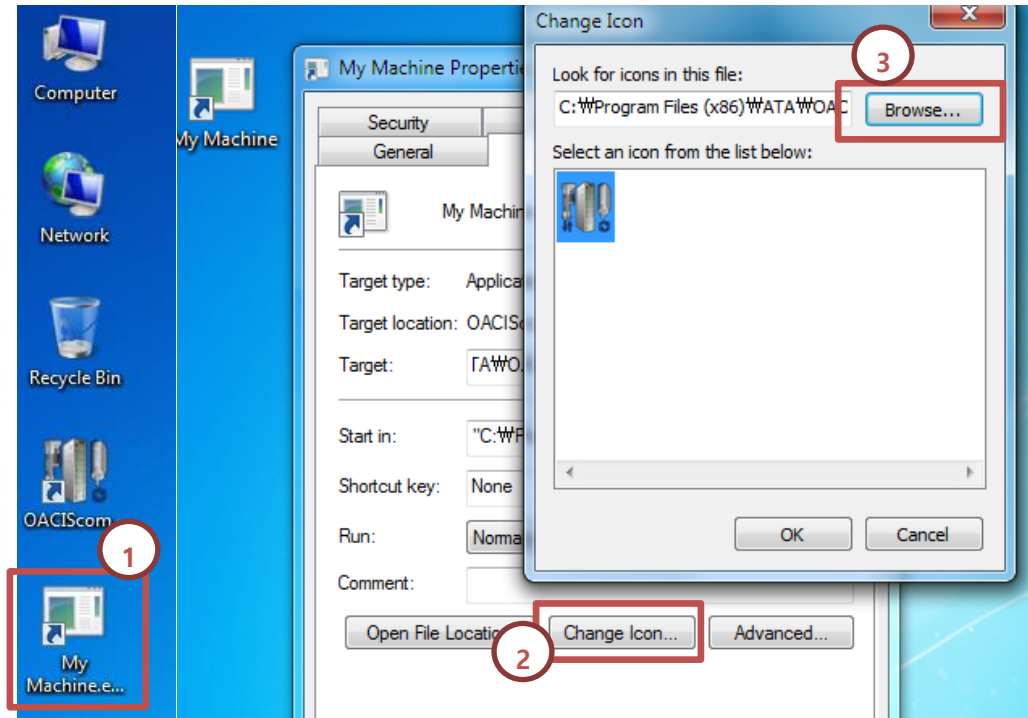 Computer
Network
Recycle Bin
OACIScom
1
My
Machine.e...
My Machine
My Machine Properti
Security
General
My Machin
Target type: Applica
Target location: OACISc
Target: TA₩O
Start in: "C:₩F
Shortcut key: None
Run: Norma
Comment:
Open File Locatio
2
Change Icon...
Advanced...
Change Icon
X
3
Look for icons in this file:
C:₩Program Files (x86)₩ATA₩OAC
Browse...
Select an icon from the list below:
OK
Cancel